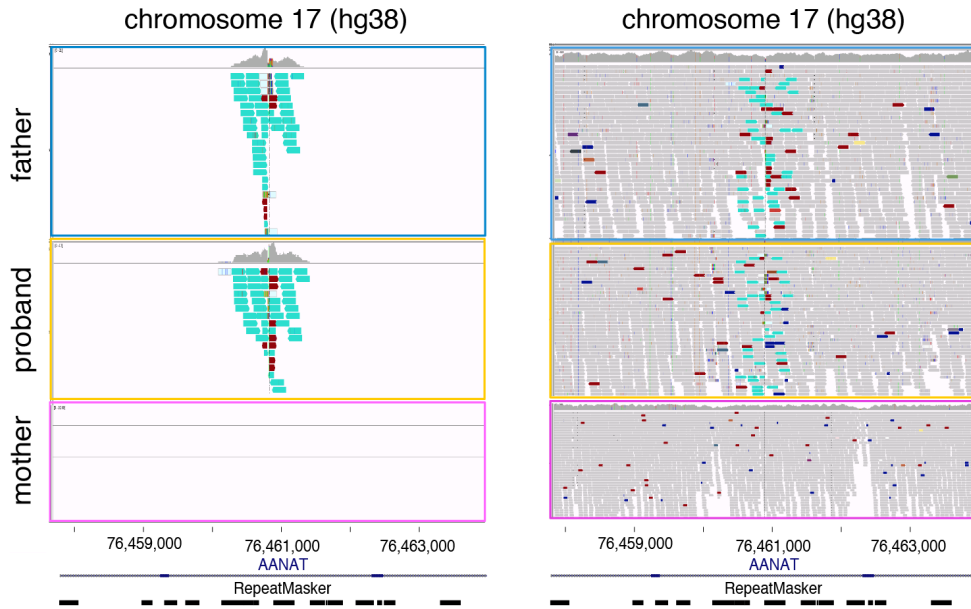 chromosome 17 (hg38)
chromosome 17 (hg38)
father
proband
mother
76,459,000
76,461,000
76,463,000
76,459,000
76,461,000
76,463,000
AANAT
AANAT
RepeatMasker
RepeatMasker